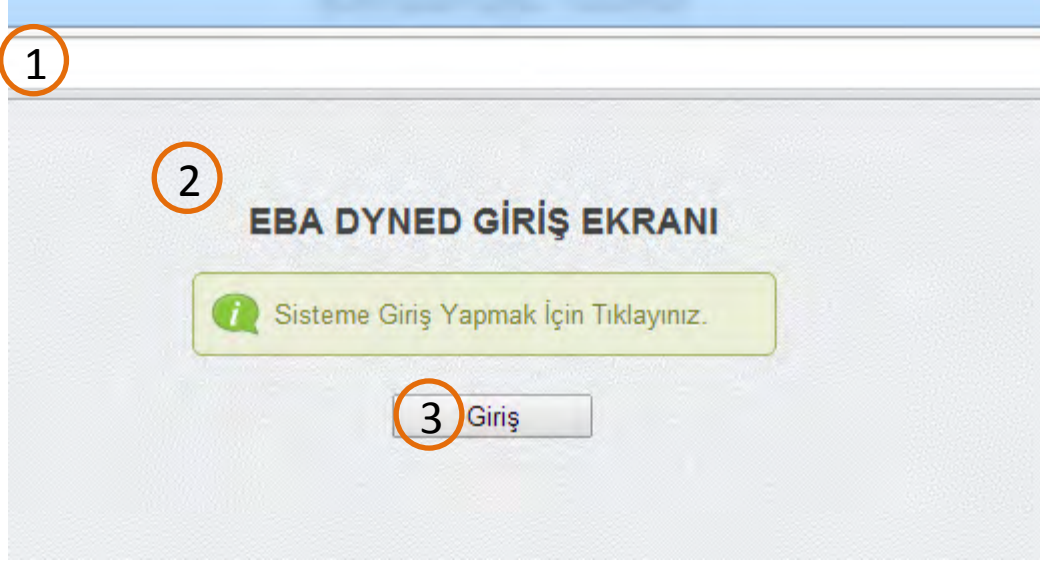 1
2
EBA DYNED GİRİŞ EKRANI
i Sisteme Giriş Yapmak İçin Tıklayınız.
3 Giriş